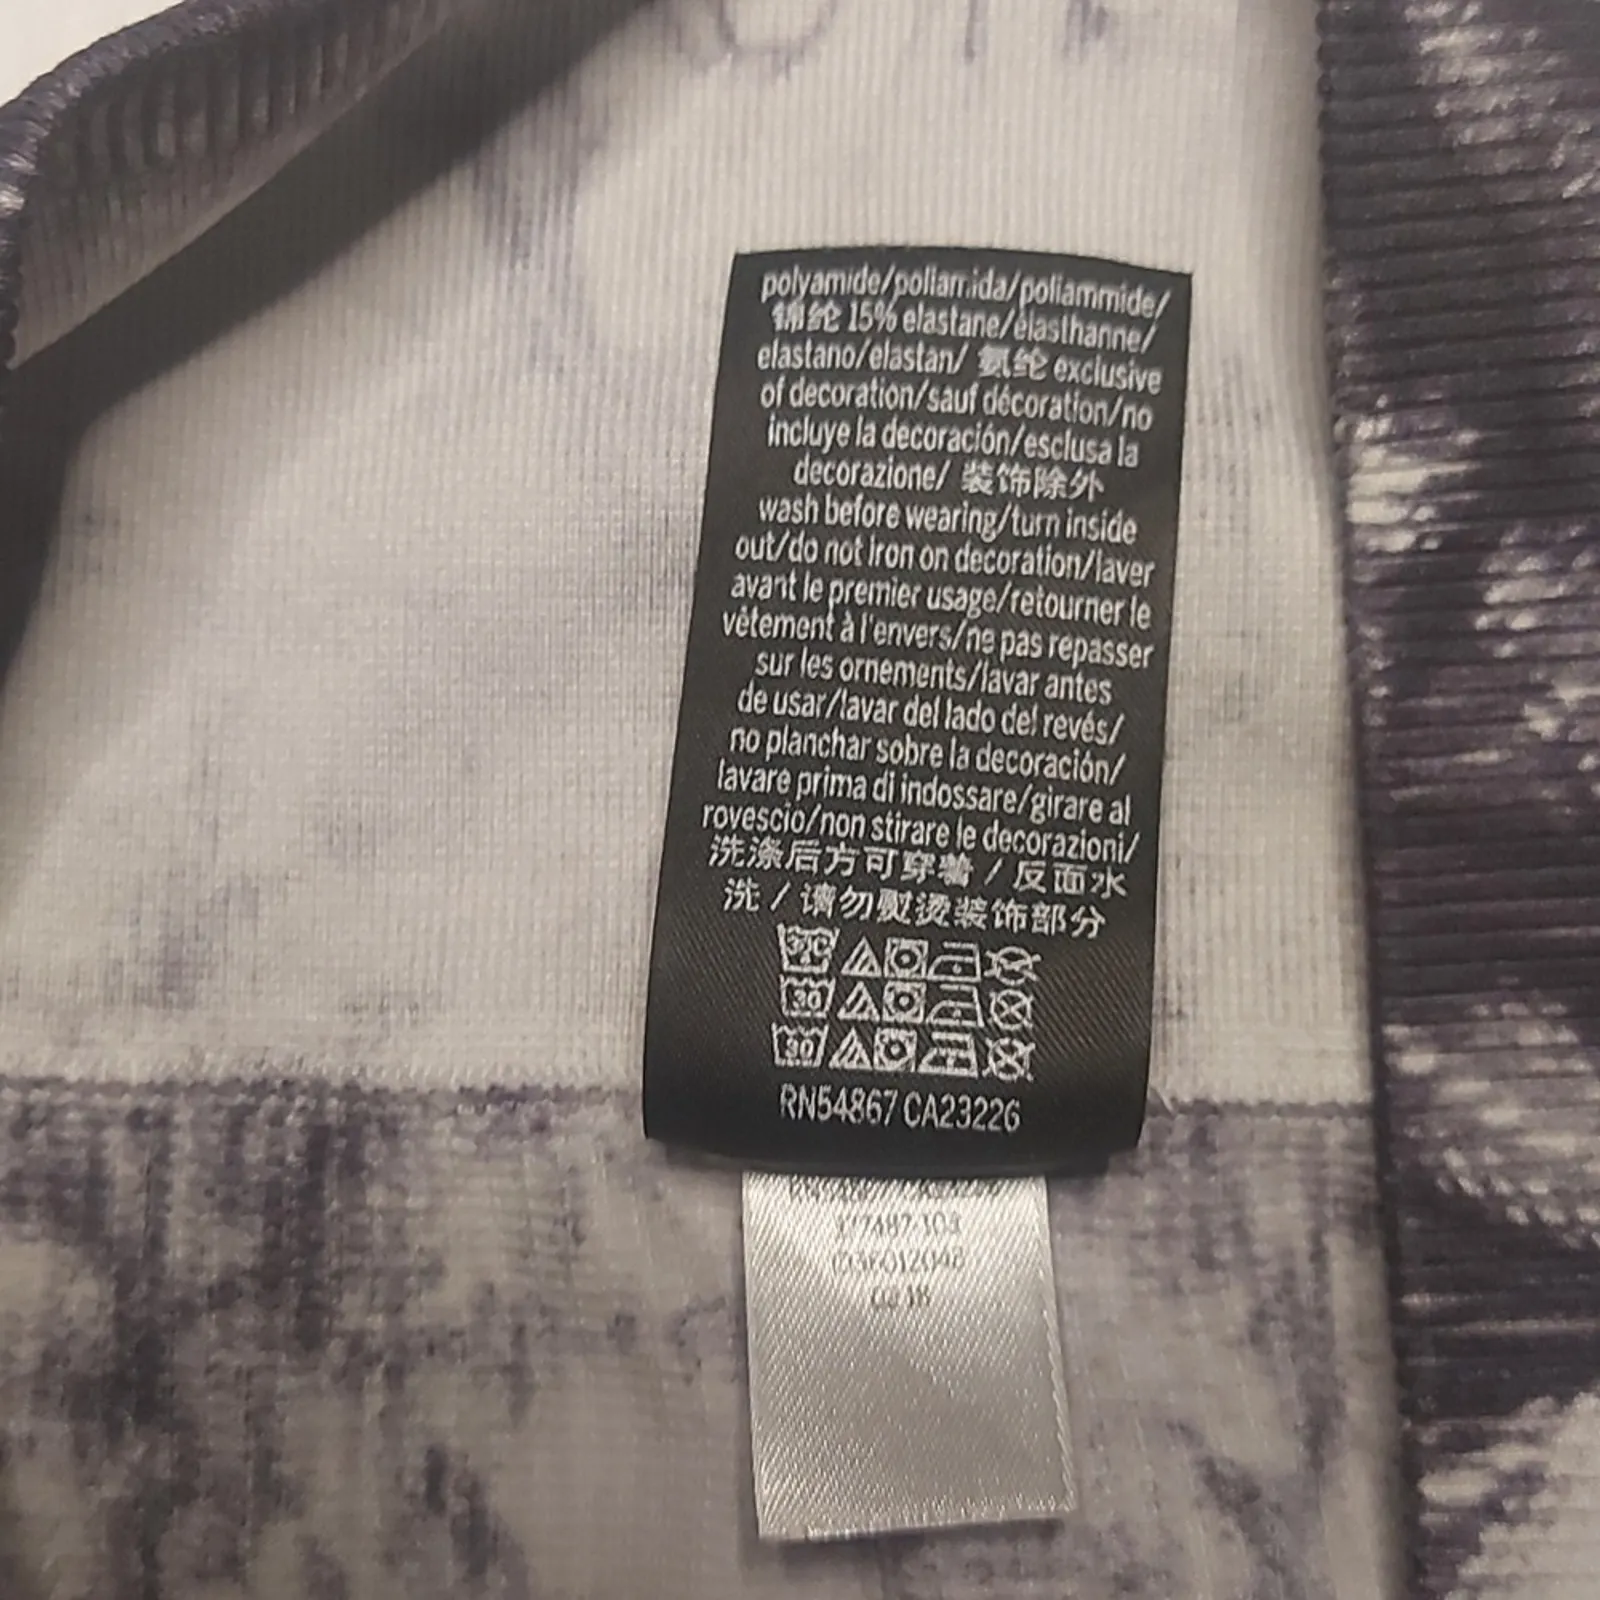 polyamide/poliamida/poliammide/
锦纶 15% elastane/élasthanne/
elastano/elastan/ 氨纶 exclusive
of decoration/sauf décoration/no
incluye la decoración/esclusa la
decorazione/ 装饰除外
wash before wearing/turn inside
out/do not iron on decoration/laver
avant le premier usage/retourner le
vêtement à l'envers/ne pas repasser
sur les ornements/lavar antes
de usar/lavar del lado del revés/
no planchar sobre la decoración/
lavare prima di indossare/girare al
rovescio/non stirare le decorazioni/
洗涤后方可穿着 / 反面水
洗 / 请勿熨烫装饰部分
30
30
RN54867 CA23226